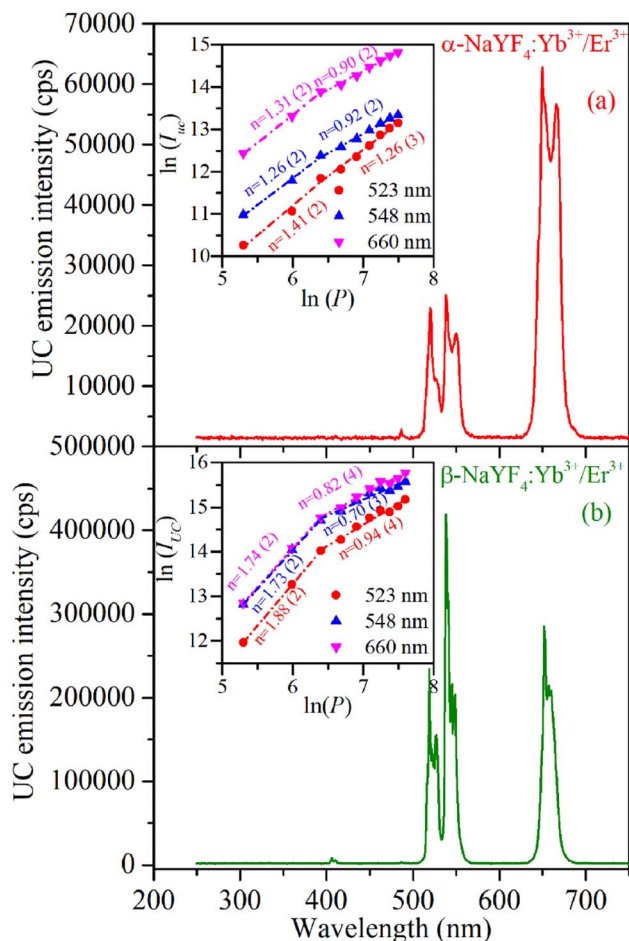 α-NaYF₄:Yb³⁺/Er³⁺
(a)
UC emission intensity (cps)
70000
60000
50000
40000
30000
20000
10000
ln (I_uc)
15
14
13
12
11
10
n=1.31 (2)
n=0.90 (2)
n=1.26 (2)
n=0.92 (2)
n=1.41 (2)
n=1.26 (3)
523 nm
548 nm
660 nm
5 6 7 8
ln (P)
β-NaYF₄:Yb³⁺/Er³⁺
(b)
UC emission intensity (cps)
500000
400000
300000
200000
100000
0
ln (I_UC)
16
15
14
13
12
n=1.74 (2)
n=0.82 (4)
n=1.73 (2)
n=0.70 (3)
n=1.88 (2)
n=0.94 (4)
523 nm
548 nm
660 nm
5 6 7 8
ln(P)
200 300 400 500 600 700
Wavelength (nm)